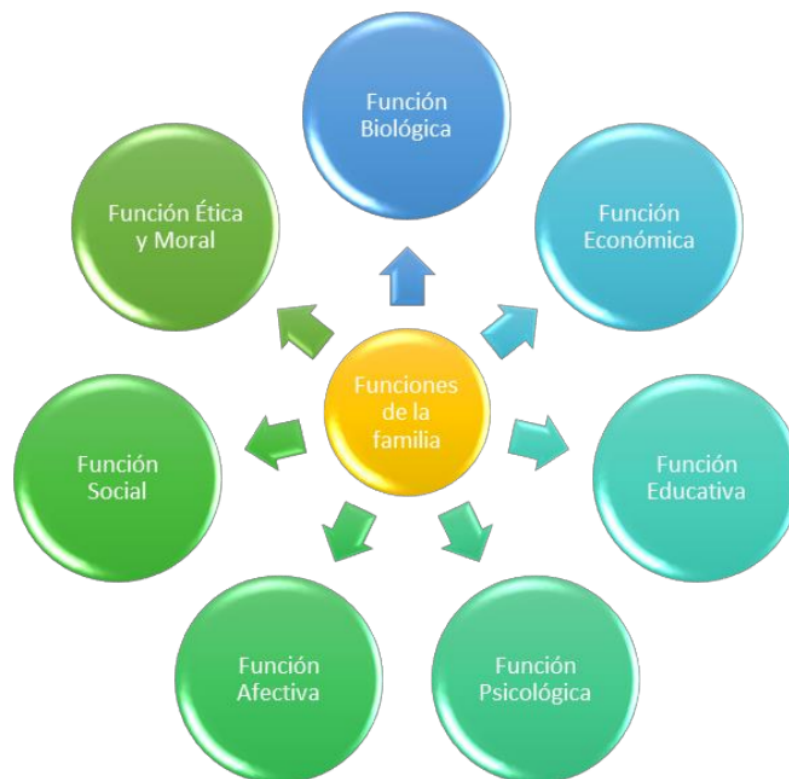 Función
Biológica
Función
Económica
Función
Educativa
Función
Psicológica
Función
Afectiva
Función
Social
Función Ética
y Moral
Funciones
de la
familia